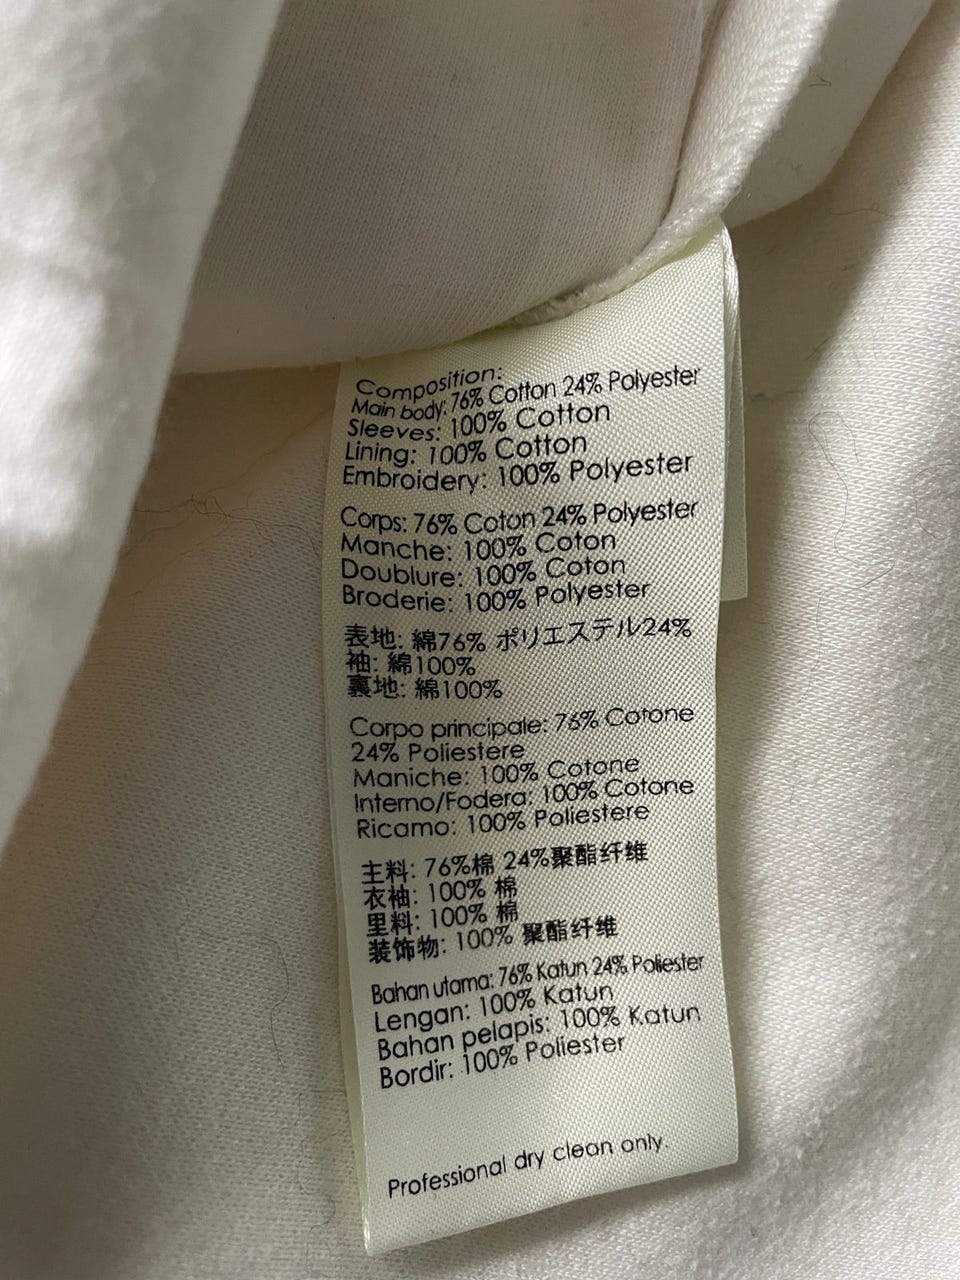 Composition:
Main body: 76% Cotton 24% Polyester
Sleeves: 100% Cotton
Lining: 100% Cotton
Embroidery: 100% Polyester
Corps: 76% Coton 24% Polyester
Manche: 100% Coton
Doublure: 100% Coton
Broderie: 100% Polyester
表地: 綿76% ポリエステル24%
袖: 綿100%
裏地: 綿100%
Corpo principale: 76% Cotone
24% Poliestere
Maniche: 100% Cotone
Interno/Fodera: 100% Cotone
Ricamo: 100% Poliestere
主料: 76%棉 24%聚酯纤维
衣袖: 100% 棉
里料: 100% 棉
装饰物: 100% 聚酯纤维
Bahan utama: 76% Katun 24% Poliester
Lengan: 100% Katun
Bahan pelapis: 100% Katun
Bordir: 100% Poliester
Professional dry clean only.